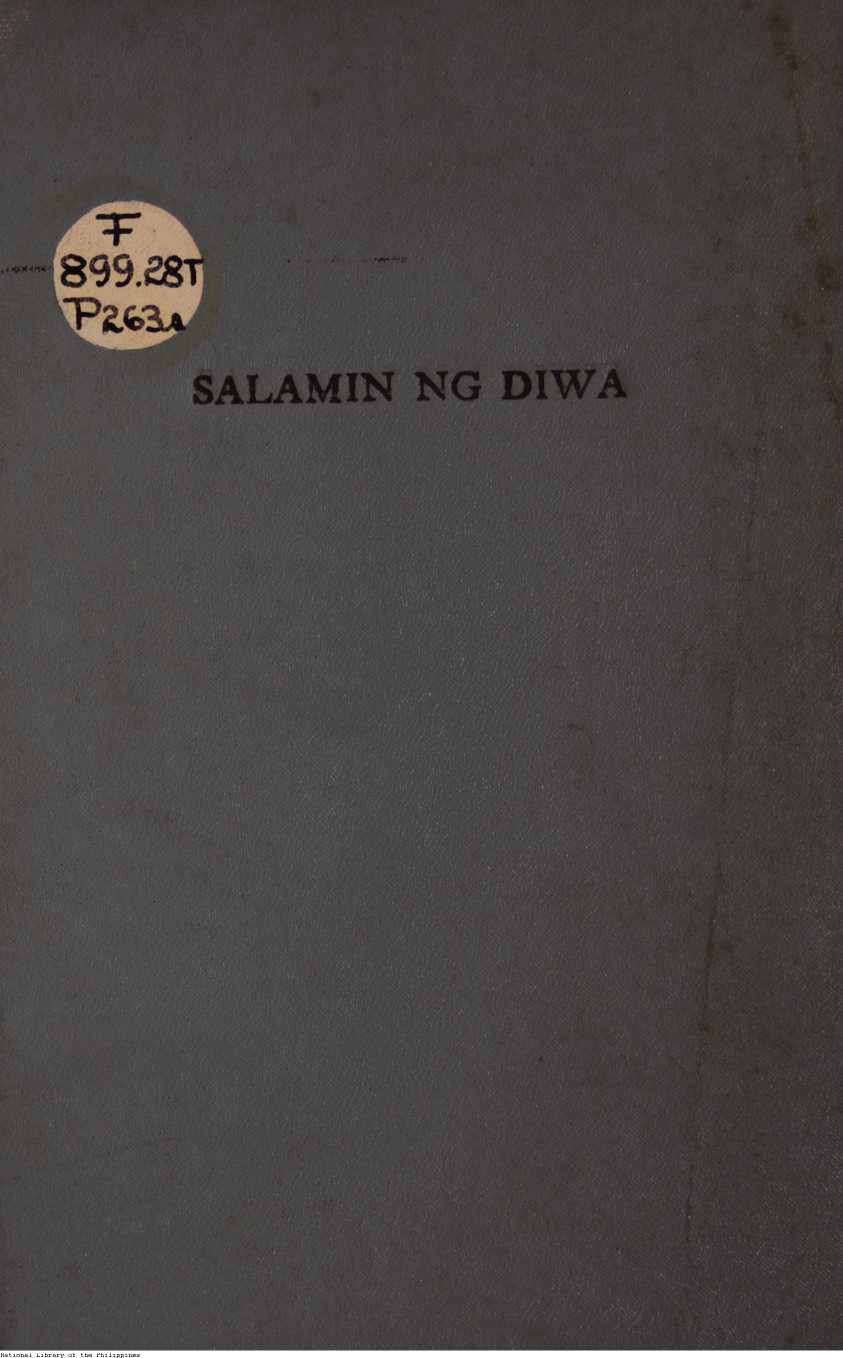 F
899.28T
P263a
SALAMIN NG DIWA
National Library of the Philippines